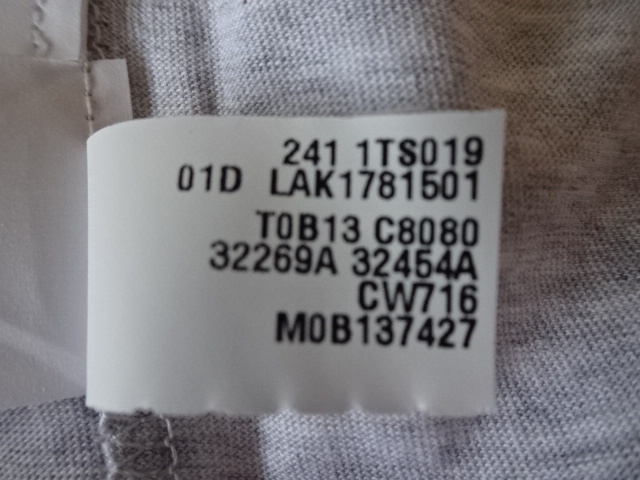 241 1TS019
01D LAK1781501
T0B13 C8080
32269A 32454A
CW716
M0B137427